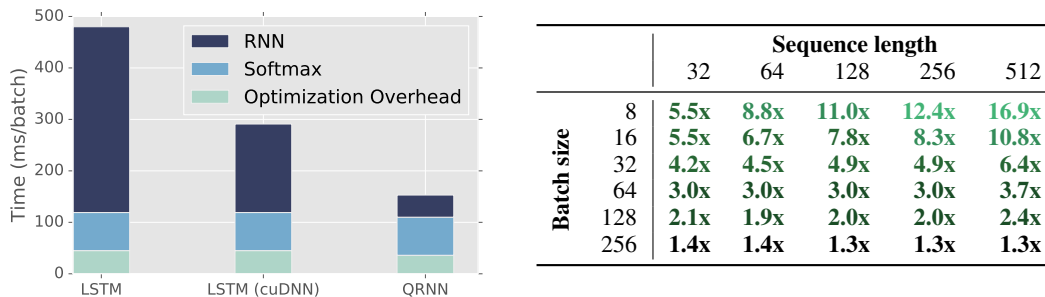 500
400
300
200
100
0
Time (ms/batch)
RNN
Softmax
Optimization Overhead
LSTM LSTM (cuDNN) QRNN
Sequence length
32 64 128 256 512
Batch size
8 5.5x 8.8x 11.0x 12.4x 16.9x
16 5.5x 6.7x 7.8x 8.3x 10.8x
32 4.2x 4.5x 4.9x 4.9x 6.4x
64 3.0x 3.0x 3.0x 3.0x 3.7x
128 2.1x 1.9x 2.0x 2.0x 2.4x
256 1.4x 1.4x 1.3x 1.3x 1.3x